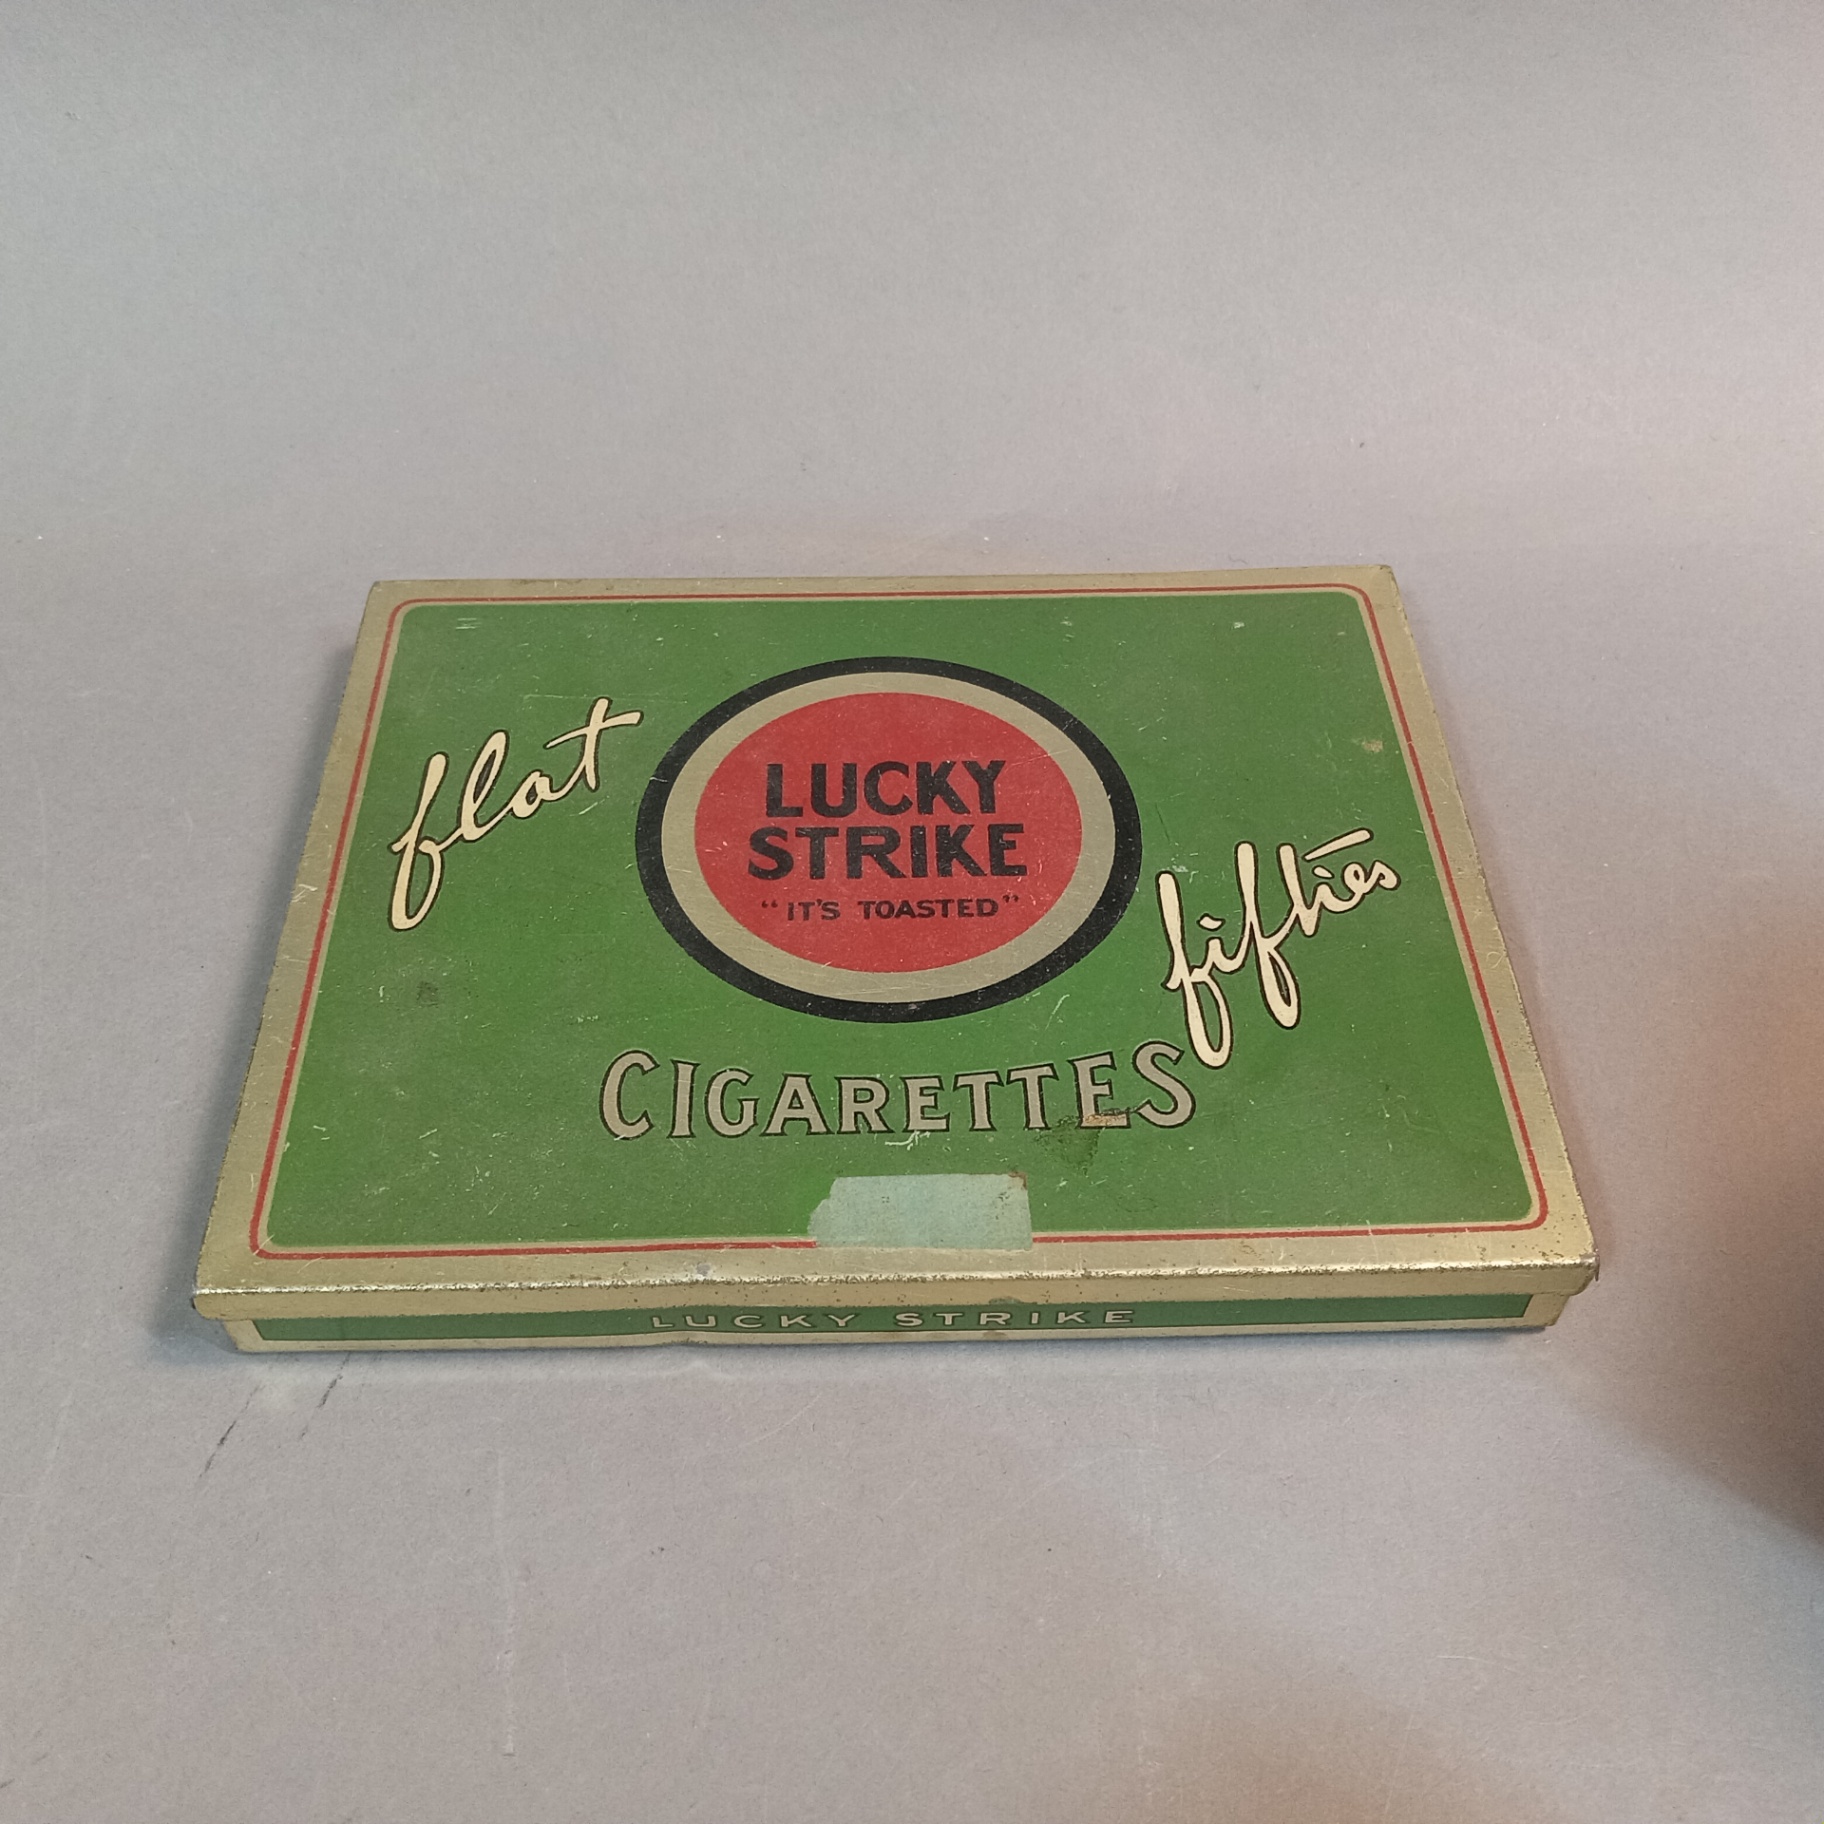 flat
LUCKY
STRIKE
"IT'S TOASTED"
fifties
CIGARETTES
LUCKY STRIKE